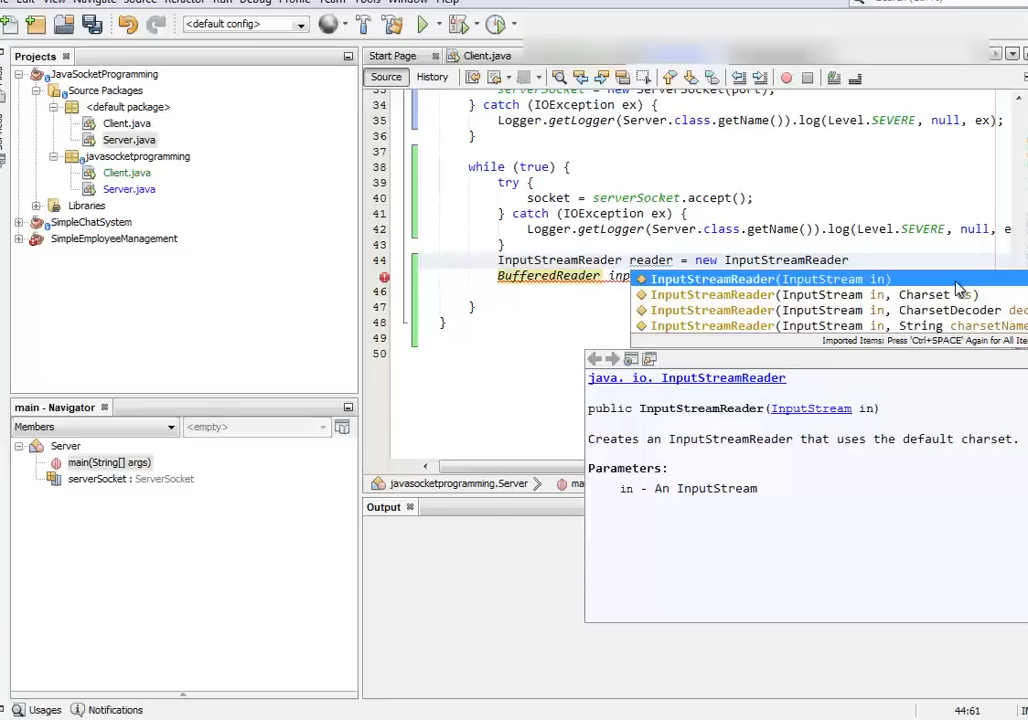 <default config>
Projects
Start Page
Client.java
Source
History
JavaSocketProgramming
Source Packages
<default package>
Client.java
Server.java
javasocketprogramming
Client.java
Server.java
Libraries
SimpleChatSystem
SimpleEmployeeManagement
34 } catch (IOException ex) {
35 Logger.getLogger(Server.class.getName()).log(Level.SEVERE, null, ex);
36 }
37
38 while (true) {
39 try {
40 socket = serverSocket.accept();
41 } catch (IOException ex) {
42 Logger.getLogger(Server.class.getName()).log(Level.SEVERE, null, e
43 }
44 InputStreamReader reader = new InputStreamReader
BufferedReader inp
46
47 }
48 }
49
50
InputStreamReader(InputStream in)
InputStreamReader(InputStream in, Charset
InputStreamReader(InputStream in, CharsetDecoder dec
InputStreamReader(InputStream in, String charsetName
Imported Items: Press 'Ctrl+SPACE' Again for All Ite
java. io. InputStreamReader
public InputStreamReader(InputStream in)
Creates an InputStreamReader that uses the default charset.
Parameters:
in - An InputStream
main - Navigator
Members
<empty>
Server
main(String[] args)
serverSocket : ServerSocket
javasocketprogramming.Server
ma
Output
Usages
Notifications
44:61